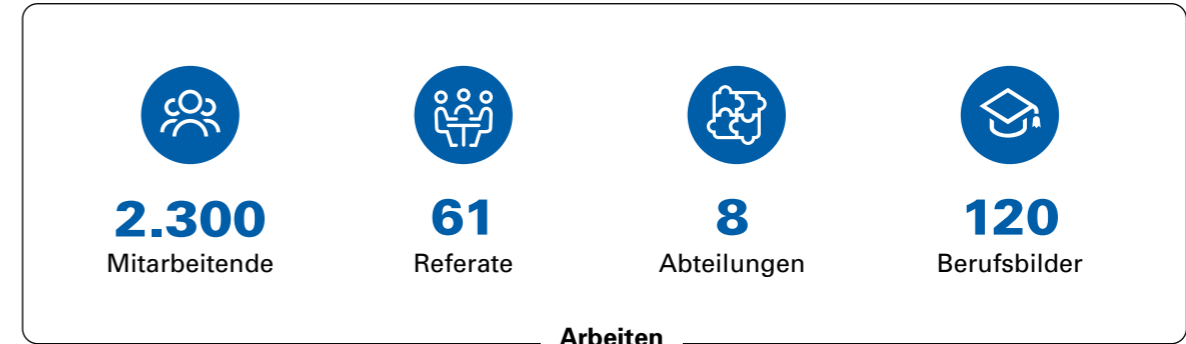 2.300
Mitarbeitende
61
Referate
8
Abteilungen
120
Berufsbilder
Arbeiten